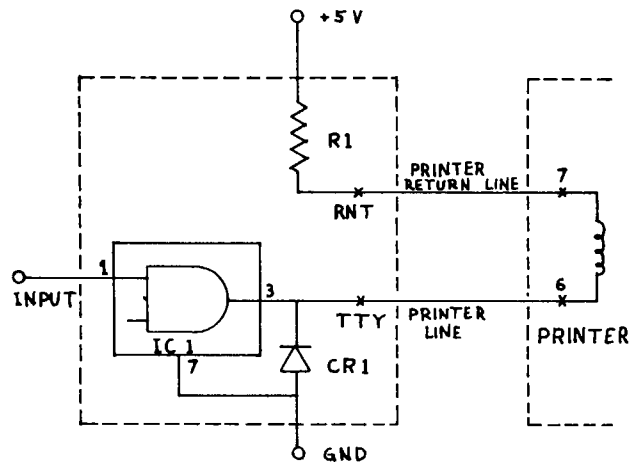 +5V
R1
PRINTER
RETURN LINE
7
RNT
1
INPUT
3
TTY
PRINTER
LINE
6
PRINTER
IC 1
7
CR1
GND